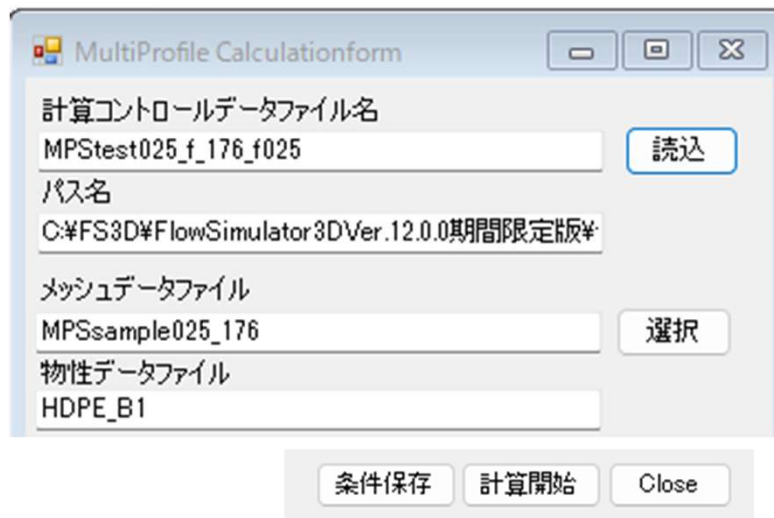 MultiProfile Calculationform
計算コントロールデータファイル名
MPStest025_f_176_f025
読込
パス名
C:¥FS3D¥FlowSimulator3DVer.12.0.0期間限定版¥
メッシュデータファイル
MPSsample025_176
選択
物性データファイル
HDPE_B1
条件保存 計算開始 Close